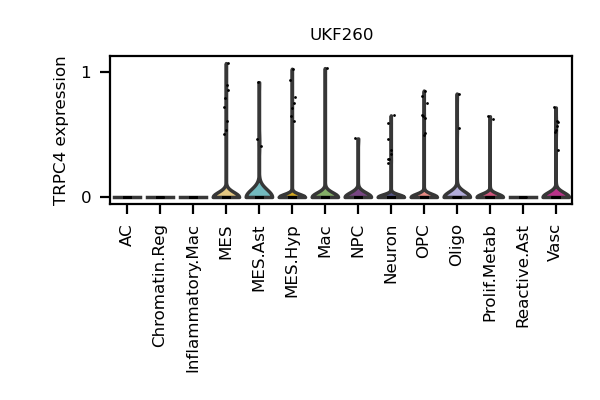 UKF260
TRPC4 expression
1
0
AC
Chromatin.Reg
Inflammatory.Mac
MES
MES.Ast
MES.Hyp
Mac
NPC
Neuron
OPC
Oligo
Prolif.Metab
Reactive.Ast
Vasc